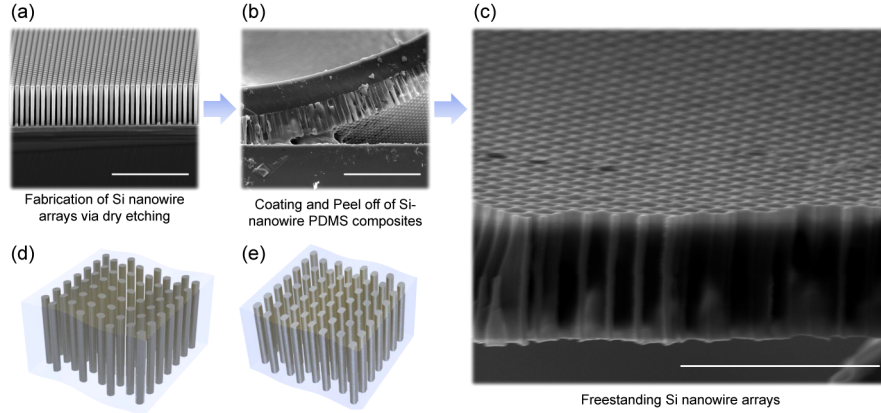 (a)
(b)
(c)
Fabrication of Si nanowire
arrays via dry etching
Coating and Peel off of Si-
nanowire PDMS composites
(d)
(e)
Freestanding Si nanowire arrays